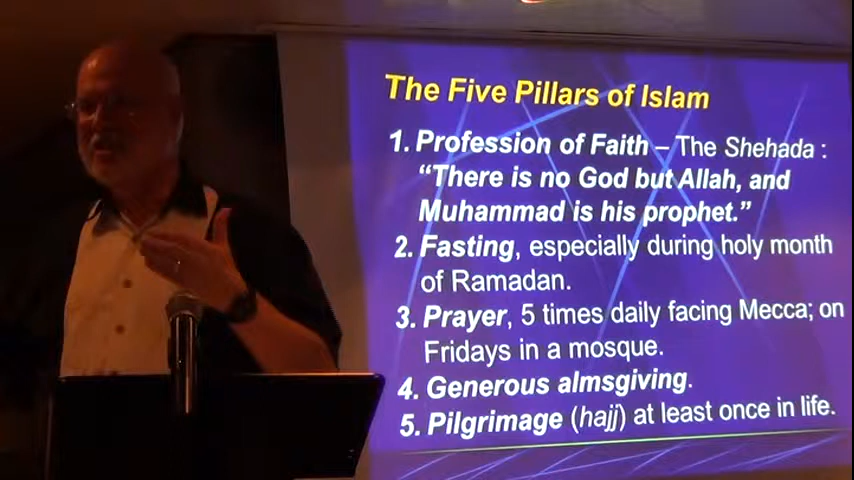 The Five Pillars of Islam
1. Profession of Faith – The Shehada :
“There is no God but Allah, and
Muhammad is his prophet.”
2. Fasting, especially during holy month
of Ramadan.
3. Prayer, 5 times daily facing Mecca; on
Fridays in a mosque.
4. Generous almsgiving.
5. Pilgrimage (hajj) at least once in life.